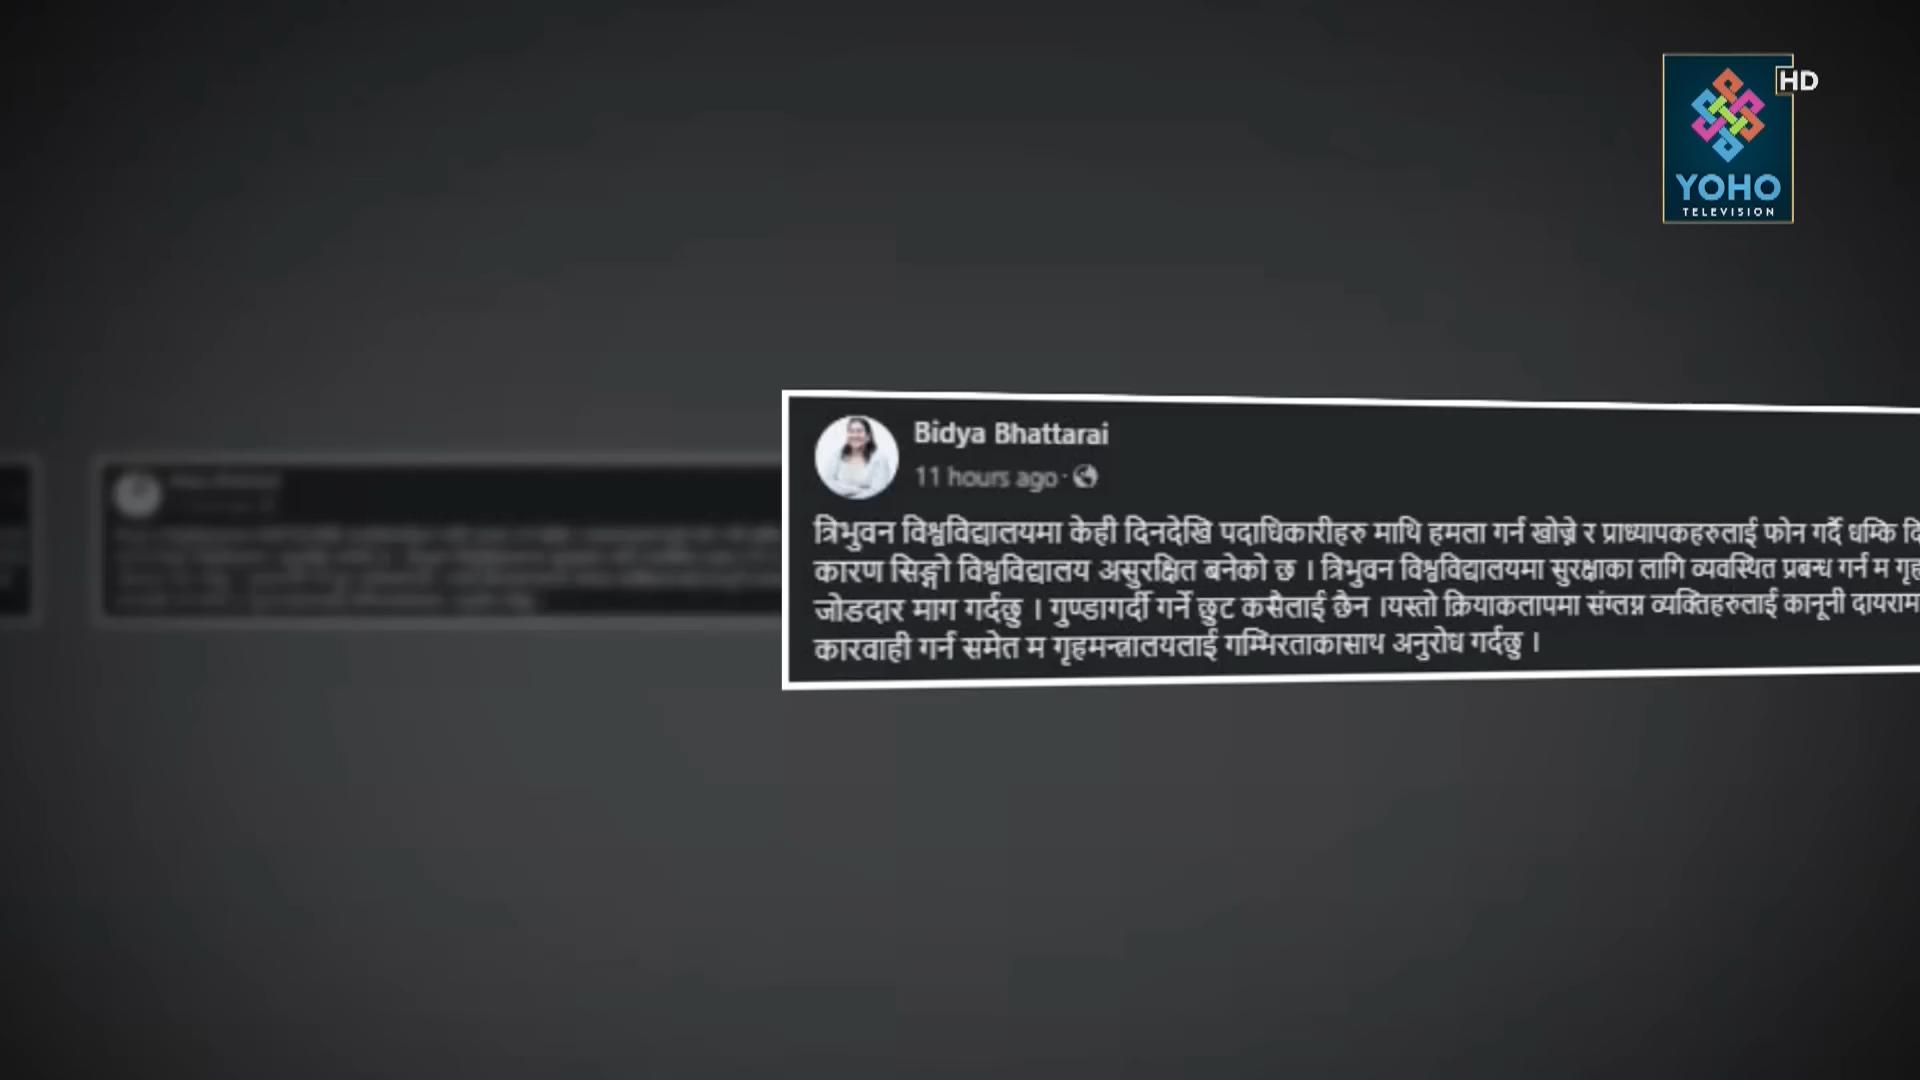 HD
YOHO
TELEVISION
Bidya Bhattarai
11 hours ago ·
त्रिभुवन विश्वविद्यालयमा केही दिनदेखि पदाधिकारीहरु माथि हमला गर्न खोज्ने र प्राध्यापकहरुलाई फोन गर्दै धम्कि
कारण सिङ्गो विश्वविद्यालय असुरक्षित बनेको छ । त्रिभुवन विश्वविद्यालयमा सुरक्षाका लागि व्यवस्थित प्रबन्ध गर्न म
जोडदार माग गर्दछु । गुण्डागर्दी गर्ने छुट कसैलाई छैन ।यस्तो क्रियाकलापमा संग्लग्न व्यक्तिहरुलाई कानूनी दायरामा
कारवाही गर्न समेत म गृहमन्त्रालयलाई गम्भिरताकासाथ अनुरोध गर्दछु ।